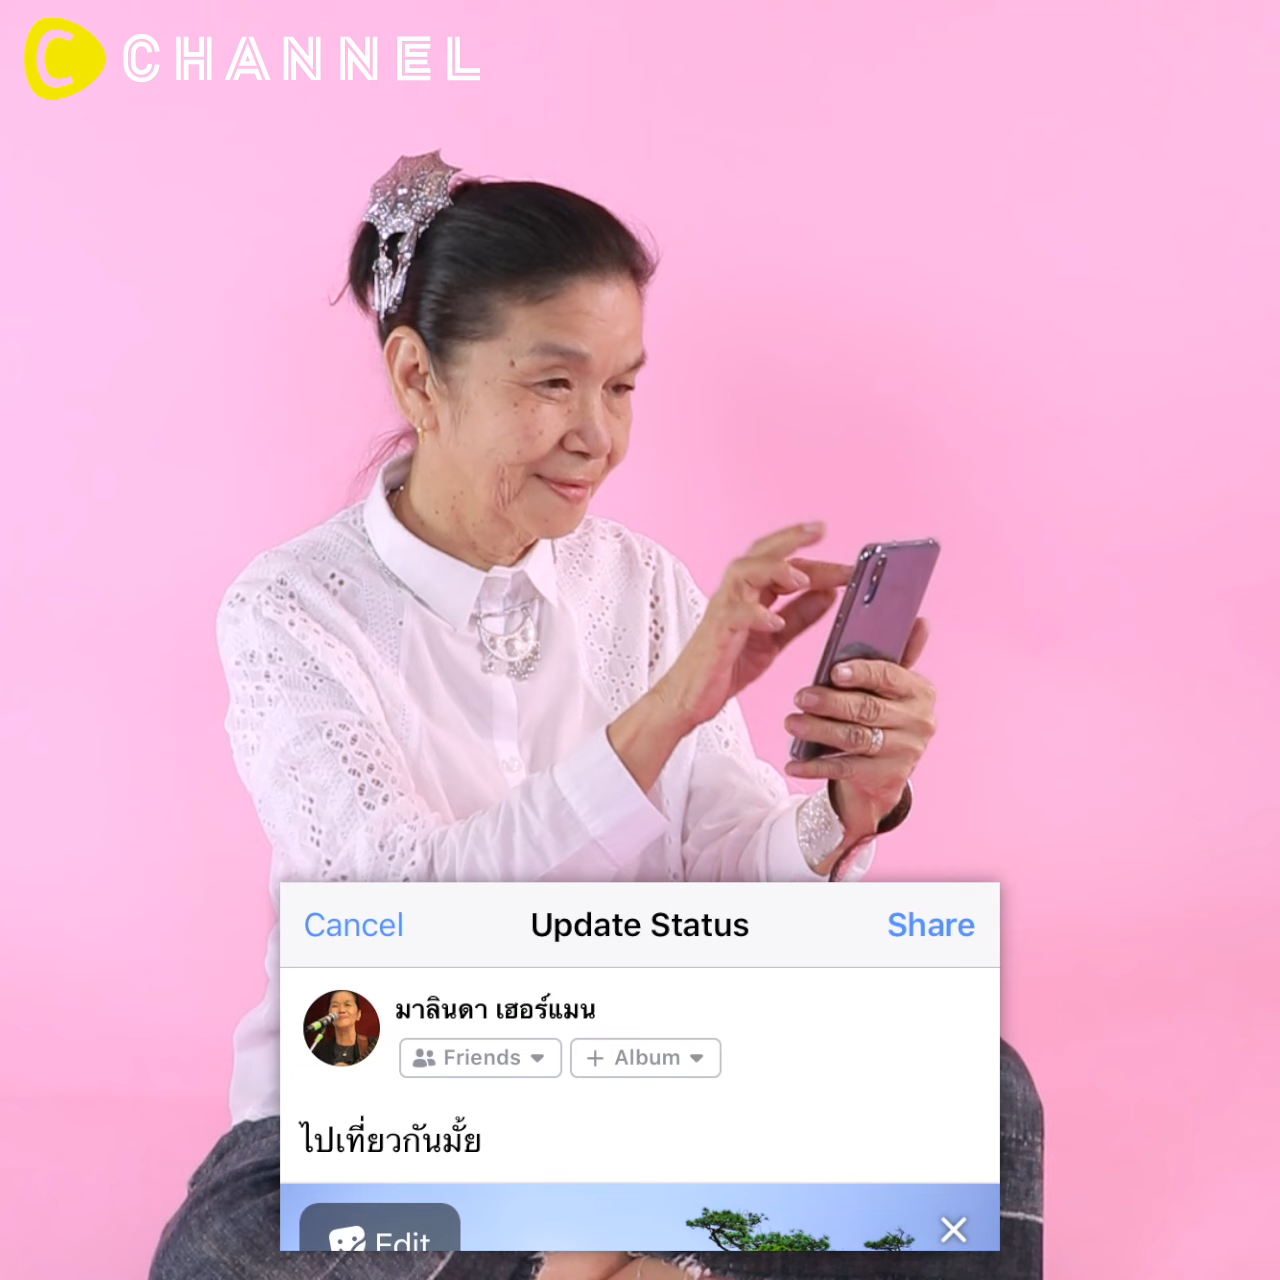 C CHANNEL
Cancel Update Status Share
มาลินดา เฮอร์แมน
Friends + Album
ไปเที่ยวกันมั้ย
Edit